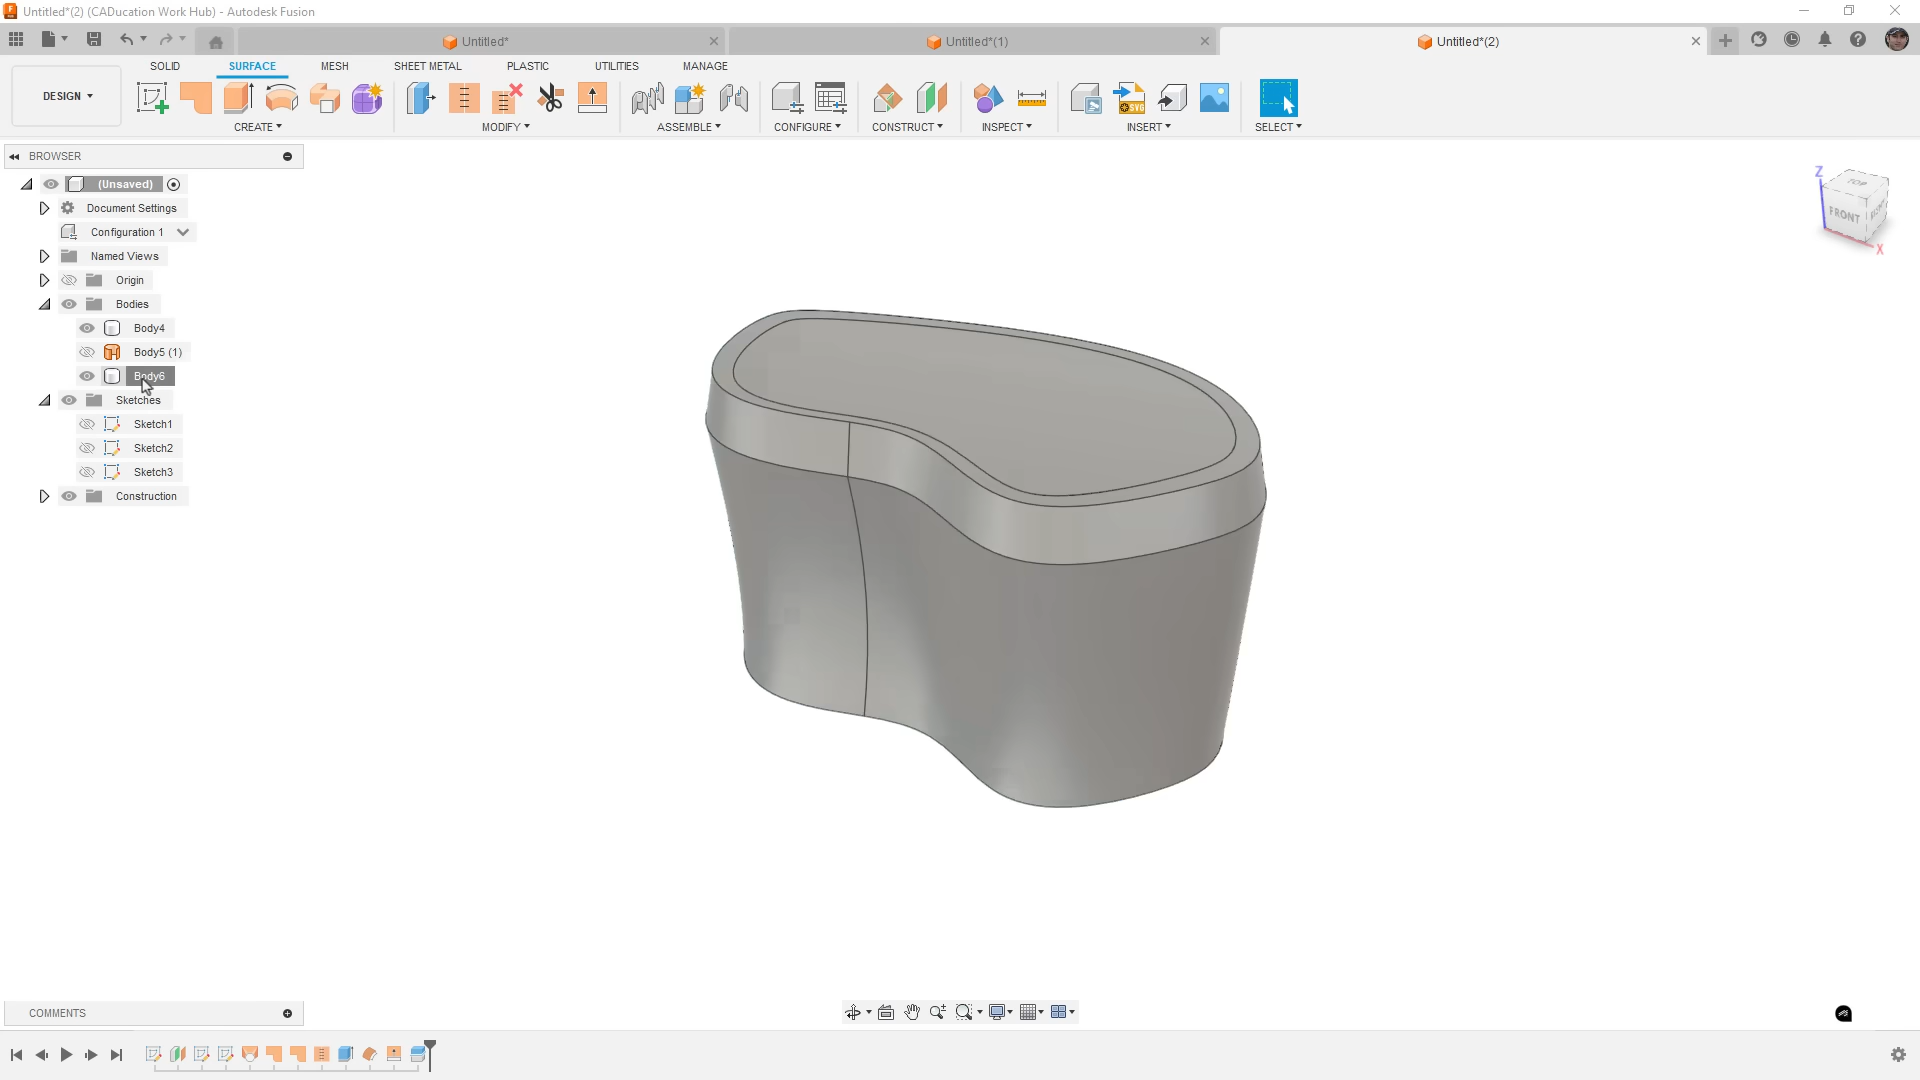 Untitled*(2) (CADucation Work Hub) - Autodesk Fusion
Untitled*
Untitled*(1)
Untitled*(2)
DESIGN
SOLID
SURFACE
MESH
SHEET METAL
PLASTIC
UTILITIES
MANAGE
CREATE
MODIFY
ASSEMBLE
CONFIGURE
CONSTRUCT
INSPECT
INSERT
SELECT
BROWSER
(Unsaved)
Document Settings
Configuration 1
Named Views
Origin
Bodies
Body4
Body5 (1)
Body6
Sketches
Sketch1
Sketch2
Sketch3
Construction
Z
TOP
FRONT
RIGHT
X
COMMENTS